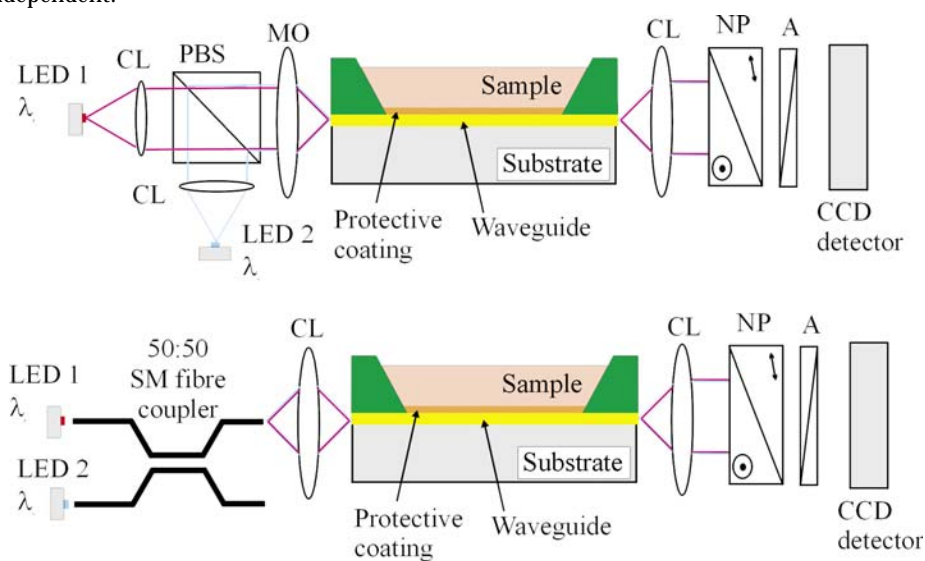 dependent.
MO
NP
A
CL
PBS
CL
LED 1
λ
Sample
Substrate
CL
Protective
coating
Waveguide
LED 2
λ
CCD
detector
CL
CL
NP
A
50:50
SM fibre
coupler
LED 1
λ
Sample
LED 2
λ
Substrate
Protective
coating
Waveguide
CCD
detector